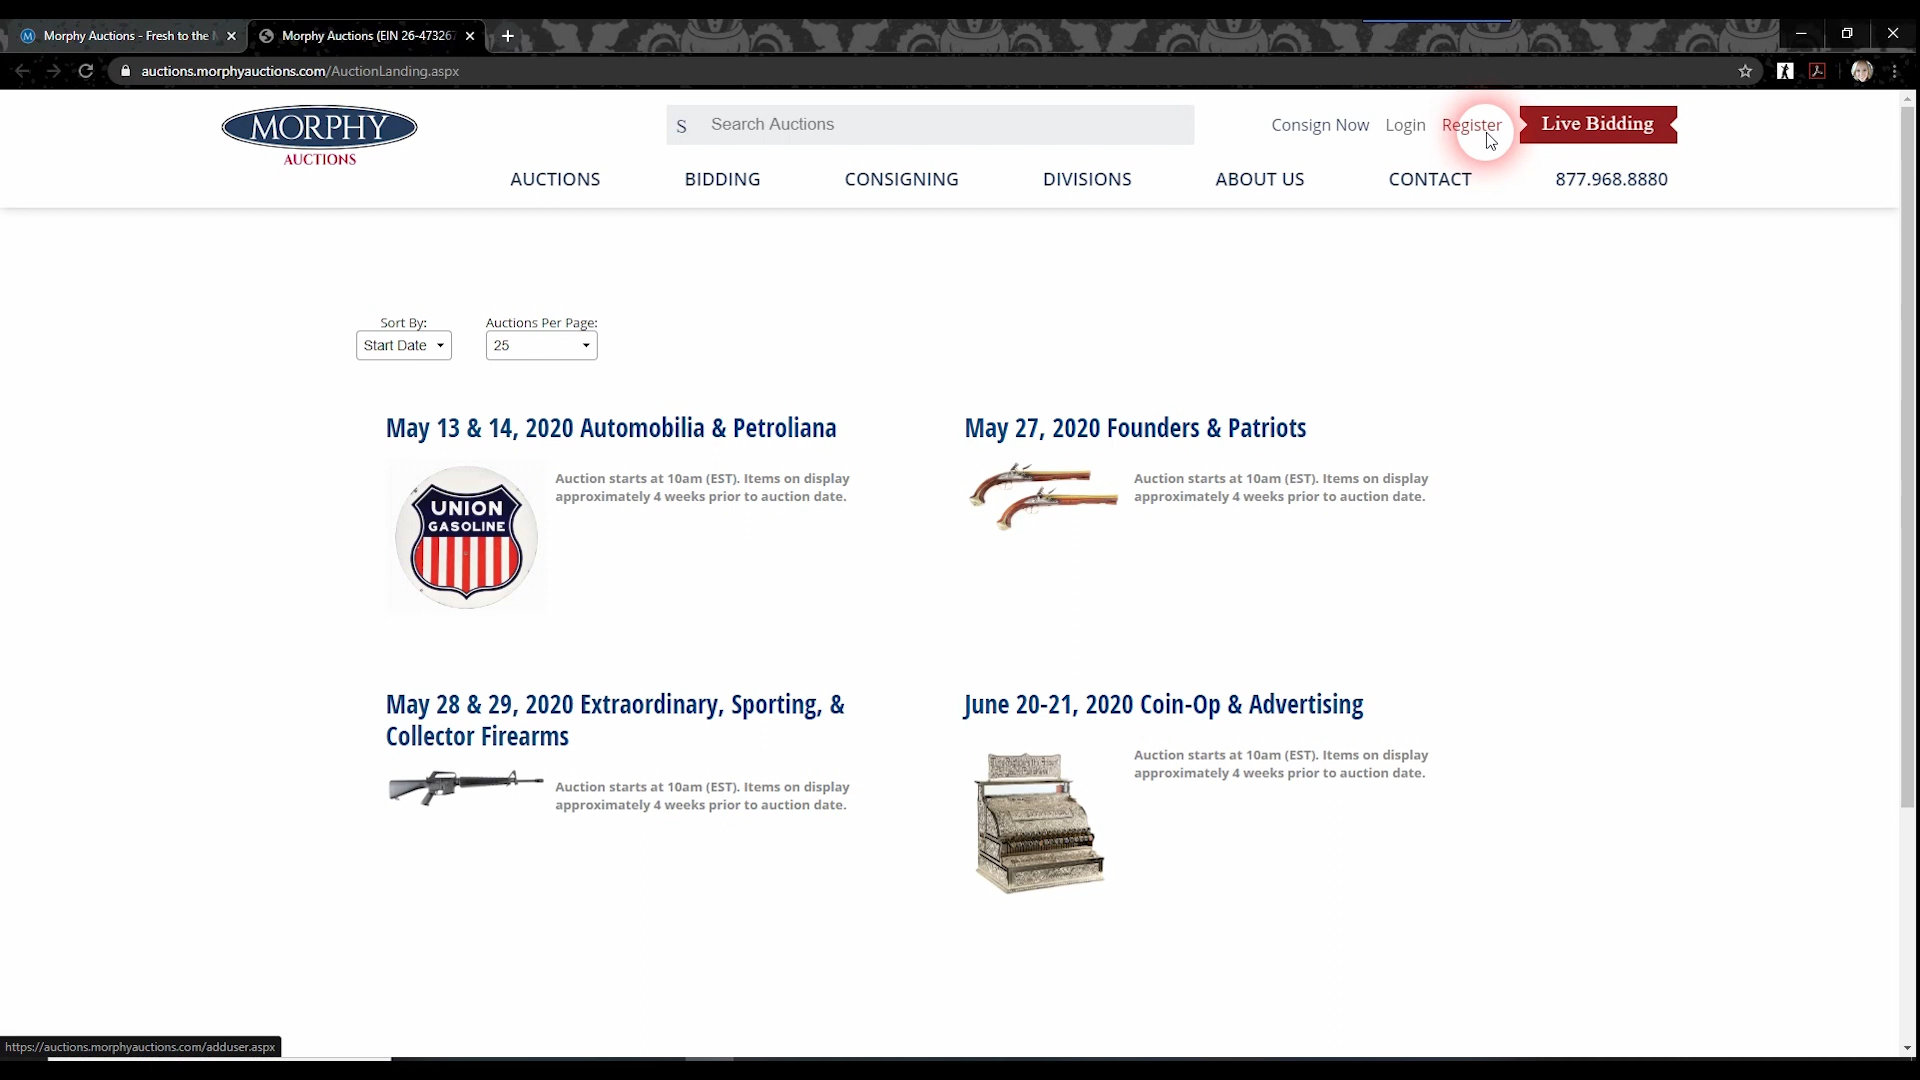 Morphy Auctions - Fresh to the
Morphy Auctions (EIN 26-47326
auctions.morphyauctions.com/AuctionLanding.aspx
MORPHY
AUCTIONS
S Search Auctions
Consign Now Login Register Live Bidding
AUCTIONS BIDDING CONSIGNING DIVISIONS ABOUT US CONTACT 877.968.8880
Sort By: Auctions Per Page:
Start Date 25
May 13 & 14, 2020 Automobilia & Petroliana
UNION
GASOLINE
Auction starts at 10am (EST). Items on display
approximately 4 weeks prior to auction date.
May 27, 2020 Founders & Patriots
Auction starts at 10am (EST). Items on display
approximately 4 weeks prior to auction date.
May 28 & 29, 2020 Extraordinary, Sporting, &
Collector Firearms
Auction starts at 10am (EST). Items on display
approximately 4 weeks prior to auction date.
June 20-21, 2020 Coin-Op & Advertising
Auction starts at 10am (EST). Items on display
approximately 4 weeks prior to auction date.
https://auctions.morphyauctions.com/adduser.aspx